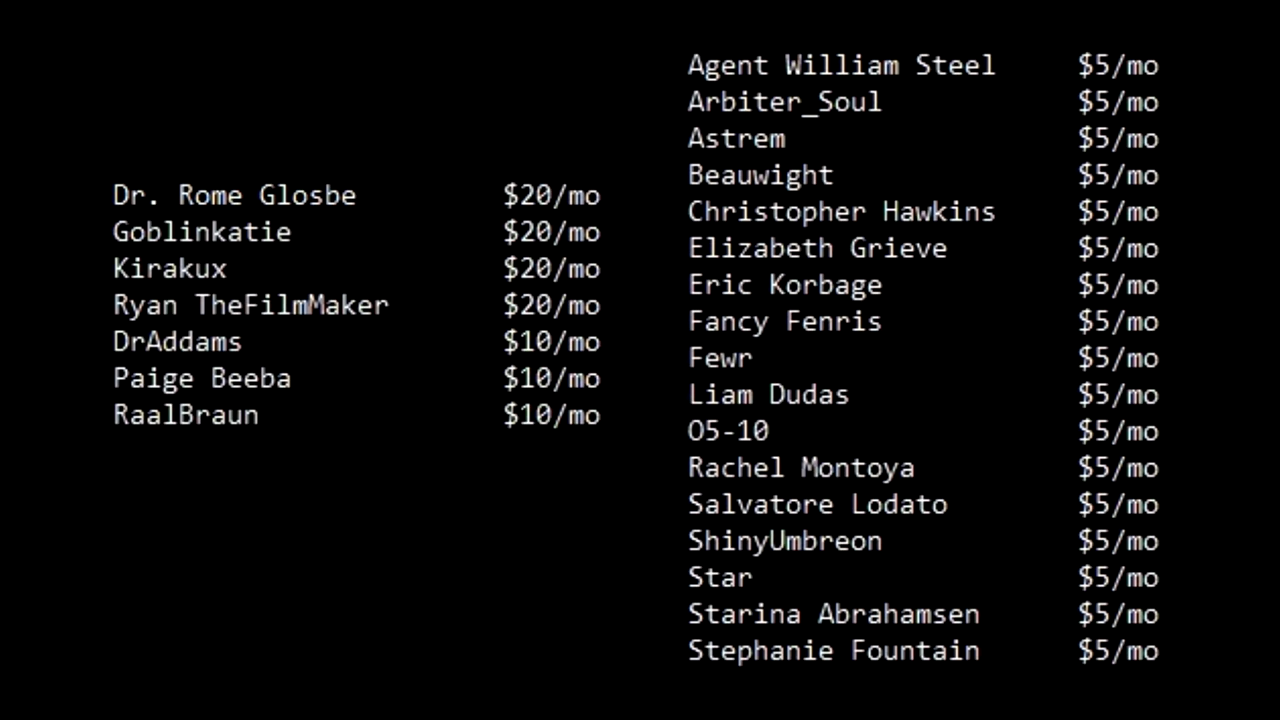 Dr. Rome Glosbe $20/mo
Goblinkatie $20/mo
Kirakux $20/mo
Ryan TheFilmMaker $20/mo
DrAddams $10/mo
Paige Beeba $10/mo
RaalBraun $10/mo
Agent William Steel $5/mo
Arbiter_Soul $5/mo
Astrem $5/mo
Beauwight $5/mo
Christopher Hawkins $5/mo
Elizabeth Grieve $5/mo
Eric Korbage $5/mo
Fancy Fenris $5/mo
Fewr $5/mo
Liam Dudas $5/mo
O5-10 $5/mo
Rachel Montoya $5/mo
Salvatore Lodato $5/mo
ShinyUmbreon $5/mo
Star $5/mo
Starina Abrahamsen $5/mo
Stephanie Fountain $5/mo